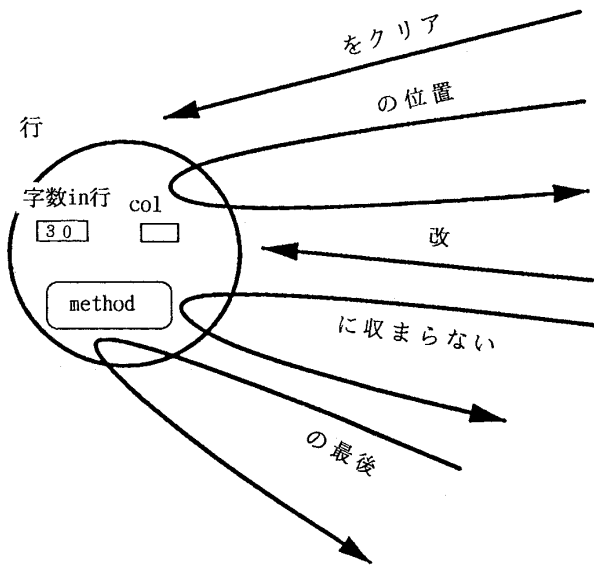 をクリア
の位置
行
字数in行 col
30
改
method
に収まらない
の最後